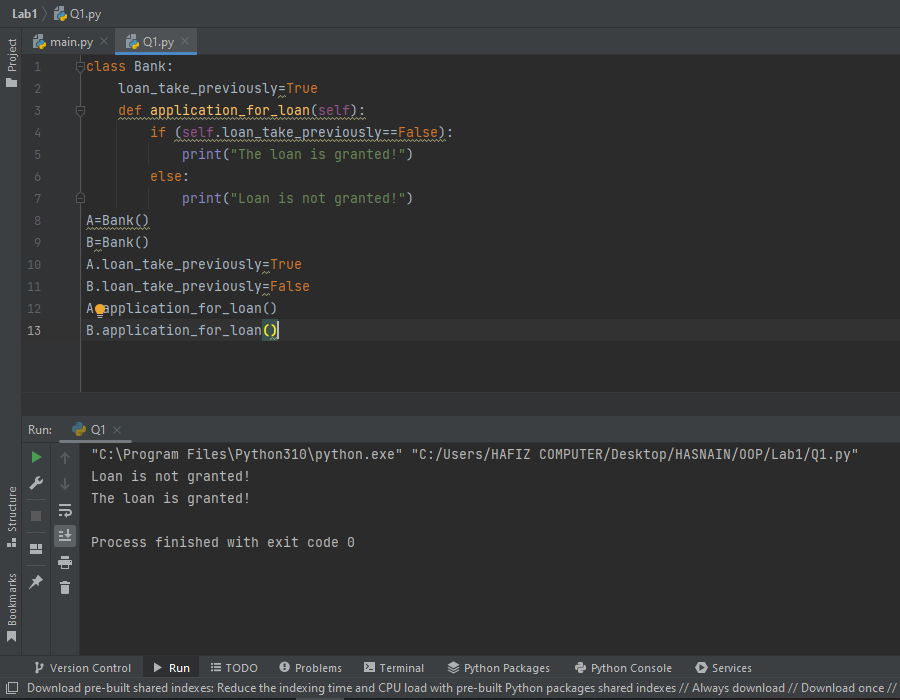 Lab1 Q1.py
main.py Q1.py
Project
1 class Bank:
2 loan_take_previously=True
3 def application_for_loan(self):
4 if (self.loan_take_previously==False):
5 print("The loan is granted!")
6 else:
7 print("Loan is not granted!")
8 A=Bank()
9 B=Bank()
10 A.loan_take_previously=True
11 B.loan_take_previously=False
12 A.application_for_loan()
13 B.application_for_loan()
Run: Q1
"C:\Program Files\Python310\python.exe" "C:/Users/HAFIZ COMPUTER/Desktop/HASNAIN/OOP/Lab1/Q1.py"
Loan is not granted!
The loan is granted!
Process finished with exit code 0
Structure
Bookmarks
Version Control Run TODO Problems Terminal Python Packages Python Console Services
Download pre-built shared indexes: Reduce the indexing time and CPU load with pre-built Python packages shared indexes // Always download // Download once //